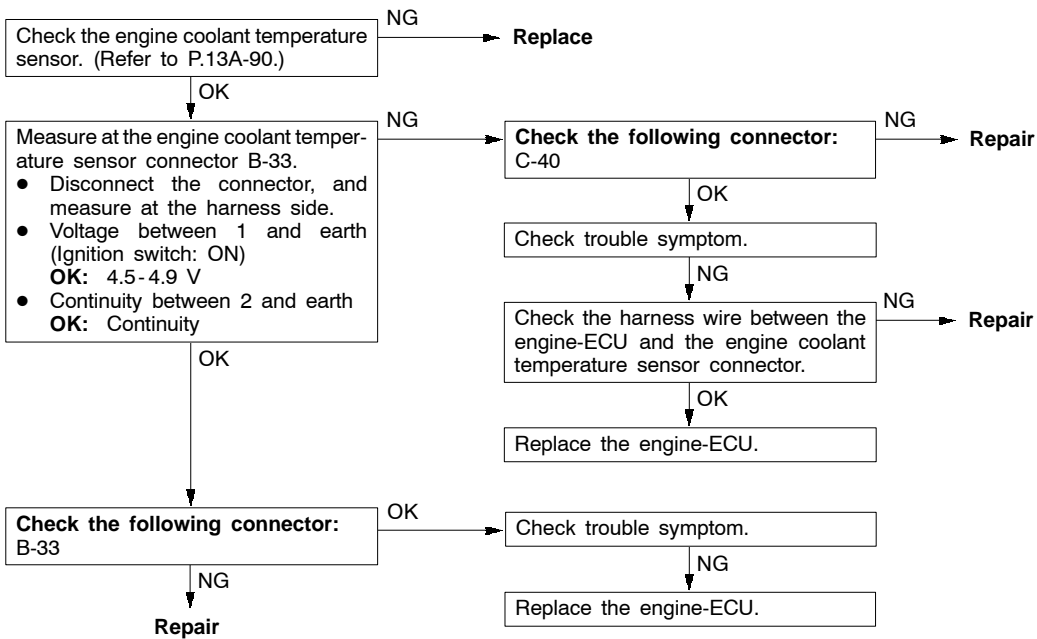 Check the engine coolant temperature
sensor. (Refer to P.13A-90.)
NG
Replace
OK
Measure at the engine coolant temper-
ature sensor connector B-33.
● Disconnect the connector, and
measure at the harness side.
● Voltage between 1 and earth
(Ignition switch: ON)
OK: 4.5-4.9 V
● Continuity between 2 and earth
OK: Continuity
NG
Check the following connector:
C-40
NG
Repair
OK
Check trouble symptom.
NG
Check the harness wire between the
engine-ECU and the engine coolant
temperature sensor connector.
NG
Repair
OK
Replace the engine-ECU.
OK
Check the following connector:
B-33
OK
Check trouble symptom.
NG
Replace the engine-ECU.
NG
Repair